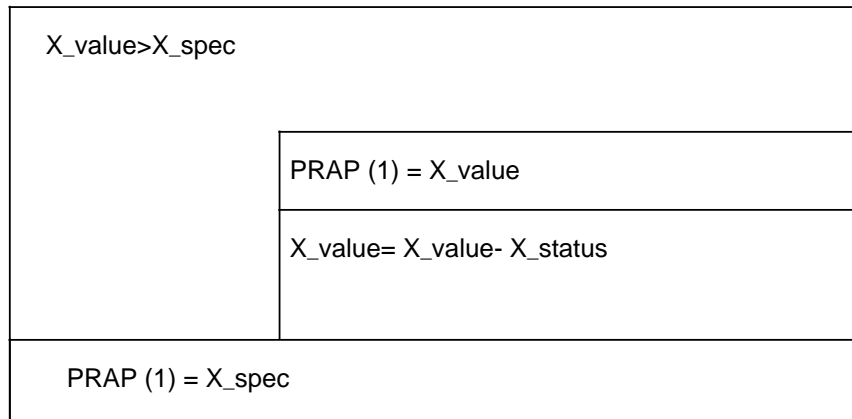 X_value>X_spec
PRAP (1) = X_value
X_value= X_value- X_status
PRAP (1) = X_spec